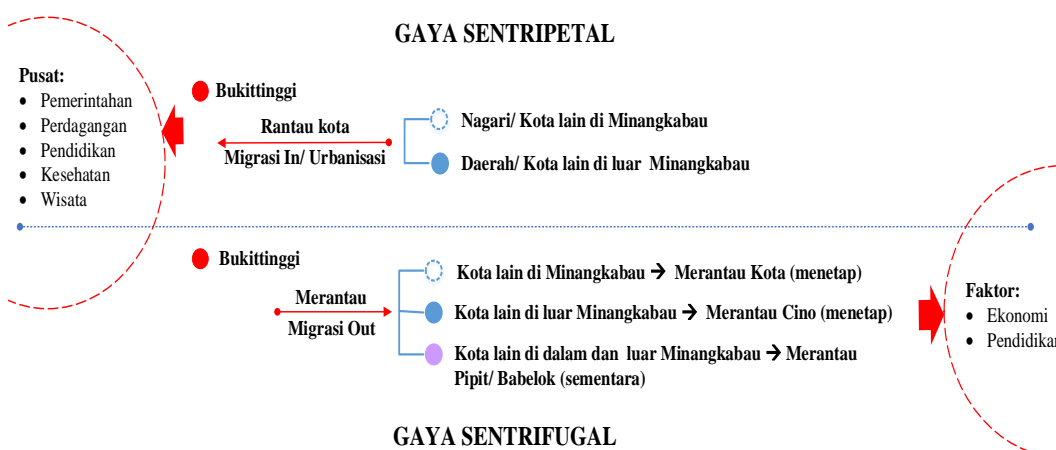 GAYA SENTRIPETAL
Pusat:
• Pemerintahan
• Perdagangan
• Pendidikan
• Kesehatan
• Wisata
Bukittinggi
Rantau kota
Migrasi In/ Urbanisasi
Nagari/ Kota lain di Minangkabau
Daerah/ Kota lain di luar Minangkabau
Bukittinggi
Merantau
Migrasi Out
Kota lain di Minangkabau → Merantau Kota (menetap)
Kota lain di luar Minangkabau → Merantau Cino (menetap)
Kota lain di dalam dan luar Minangkabau → Merantau
Pipit/ Babelok (sementara)
Faktor:
• Ekonomi
• Pendidikan
GAYA SENTRIFUGAL